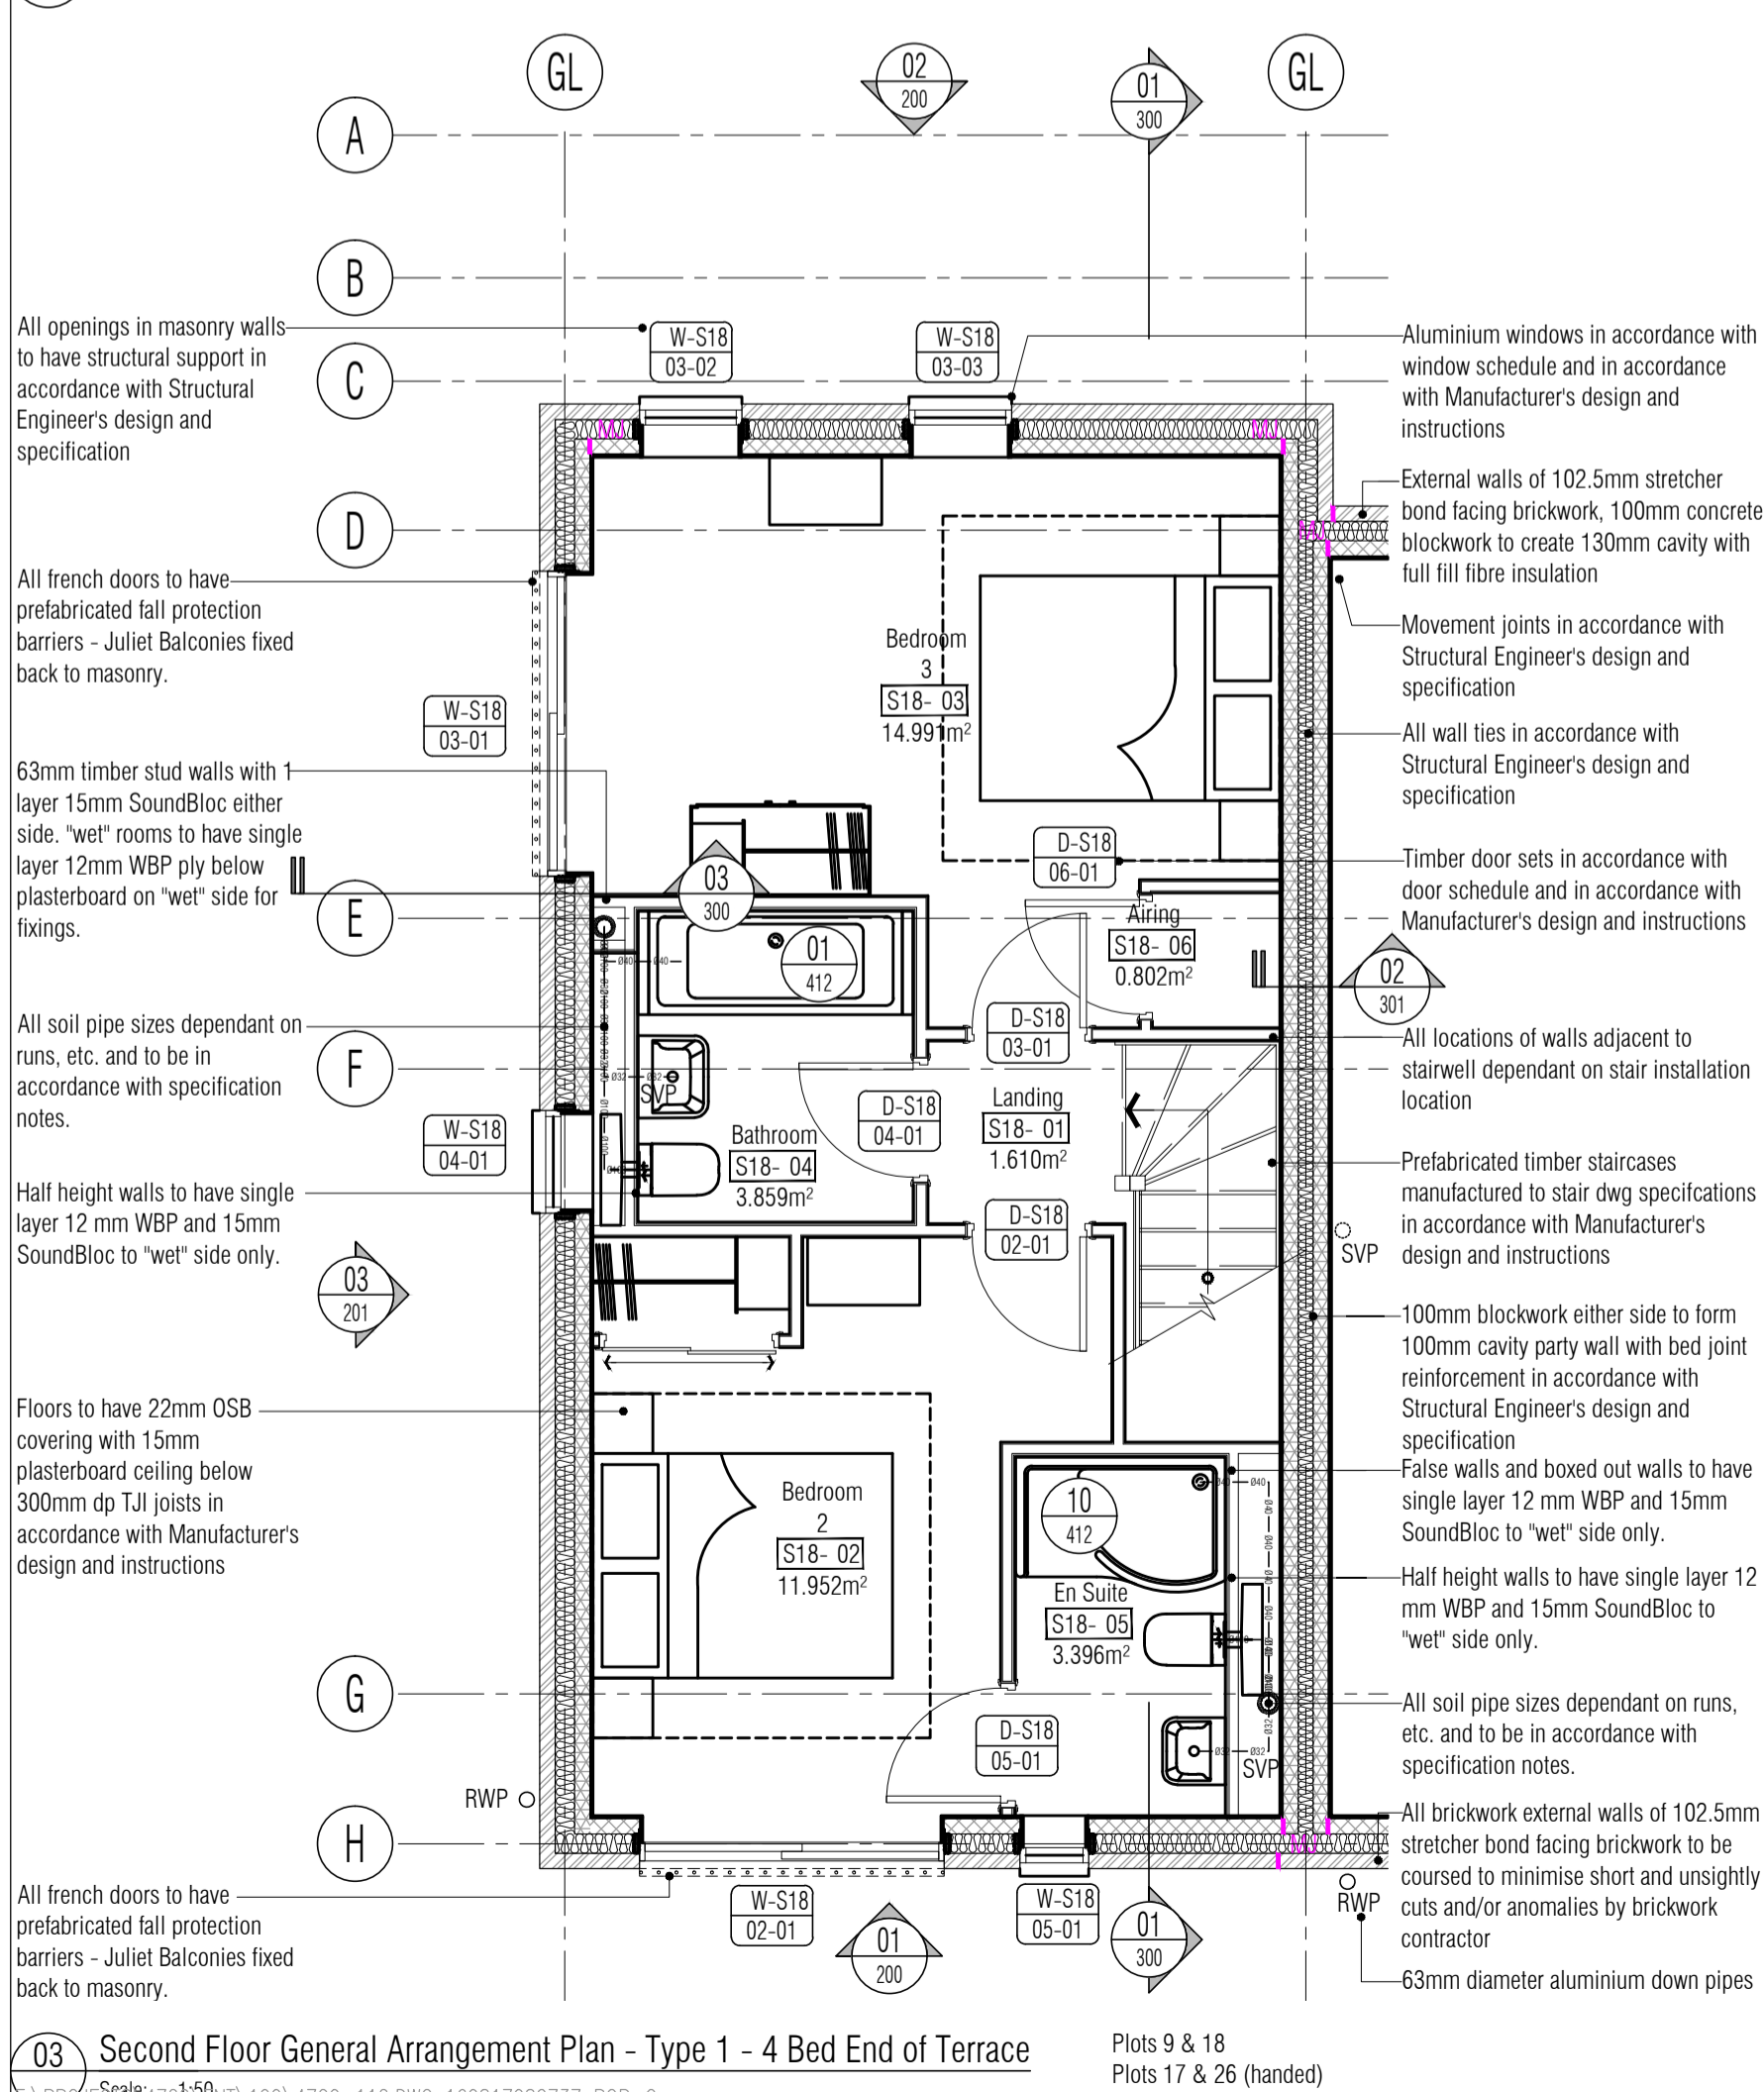 GL
02
200
01
300
GL
A
B
C
D
E
F
G
H
All openings in masonry walls
to have structural support in
accordance with Structural
Engineer's design and
specification
All french doors to have
prefabricated fall protection
barriers - Juliet Balconies fixed
back to masonry.
63mm timber stud walls with 1
layer 15mm SoundBloc either
side. "wet" rooms to have single
layer 12mm WBP ply below
plasterboard on "wet" side for
fixings.
All soil pipe sizes dependant on
runs, etc. and to be in
accordance with specification
notes.
Half height walls to have single
layer 12 mm WBP and 15mm
SoundBloc to "wet" side only.
03
201
Floors to have 22mm OSB
covering with 15mm
plasterboard ceiling below
300mm dp TJI joists in
accordance with Manufacturer's
design and instructions
RWP
All french doors to have
prefabricated fall protection
barriers - Juliet Balconies fixed
back to masonry.
W-S18
03-02
W-S18
03-03
MJ
MJ
MJ
W-S18
03-01
Bedroom
3
S18- 03
14.991m²
D-S18
06-01
03
300
01
412
Airing
S18- 06
0.802m²
D-S18
03-01
Ø40
Ø40
Ø32
Ø32
SVP
W-S18
04-01
Bathroom
S18- 04
3.859m²
D-S18
04-01
Landing
S18- 01
1.610m²
D-S18
02-01
Bedroom
2
S18- 02
11.952m²
10
412
Ø40
Ø40
En Suite
S18- 05
3.396m²
D-S18
05-01
Ø32
Ø32
SVP
MJ
W-S18
02-01
W-S18
05-01
01
200
01
300
Aluminium windows in accordance with
window schedule and in accordance
with Manufacturer's design and
instructions
External walls of 102.5mm stretcher
bond facing brickwork, 100mm concrete
blockwork to create 130mm cavity with
full fill fibre insulation
Movement joints in accordance with
Structural Engineer's design and
specification
All wall ties in accordance with
Structural Engineer's design and
specification
Timber door sets in accordance with
door schedule and in accordance with
Manufacturer's design and instructions
02
301
All locations of walls adjacent to
stairwell dependant on stair installation
location
Prefabricated timber staircases
manufactured to stair dwg specifcations
in accordance with Manufacturer's
design and instructions
SVP
100mm blockwork either side to form
100mm cavity party wall with bed joint
reinforcement in accordance with
Structural Engineer's design and
specification
False walls and boxed out walls to have
single layer 12 mm WBP and 15mm
SoundBloc to "wet" side only.
Half height walls to have single layer 12
mm WBP and 15mm SoundBloc to
"wet" side only.
All soil pipe sizes dependant on runs,
etc. and to be in accordance with
specification notes.
All brickwork external walls of 102.5mm
stretcher bond facing brickwork to be
coursed to minimise short and unsightly
cuts and/or anomalies by brickwork
contractor
RWP
63mm diameter aluminium down pipes
03
Second Floor General Arrangement Plan - Type 1 - 4 Bed End of Terrace
Scale: 1:50
Plots 9 & 18
Plots 17 & 26 (handed)